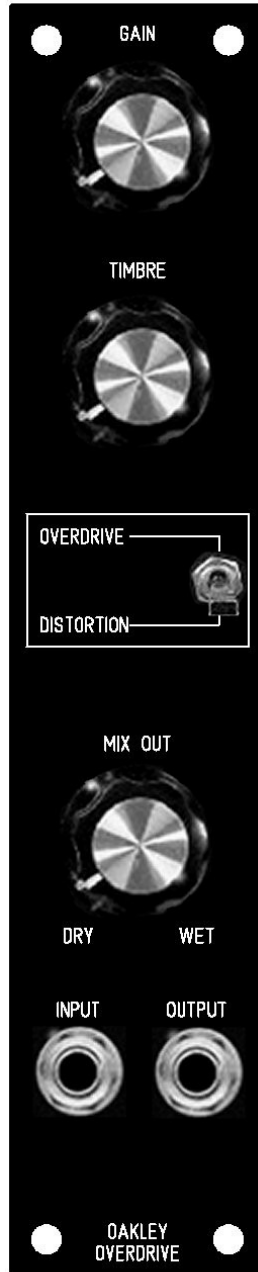 GAIN
TIMBRE
OVERDRIVE
DISTORTION
MIX OUT
DRY WET
INPUT OUTPUT
OAKLEY
OVERDRIVE